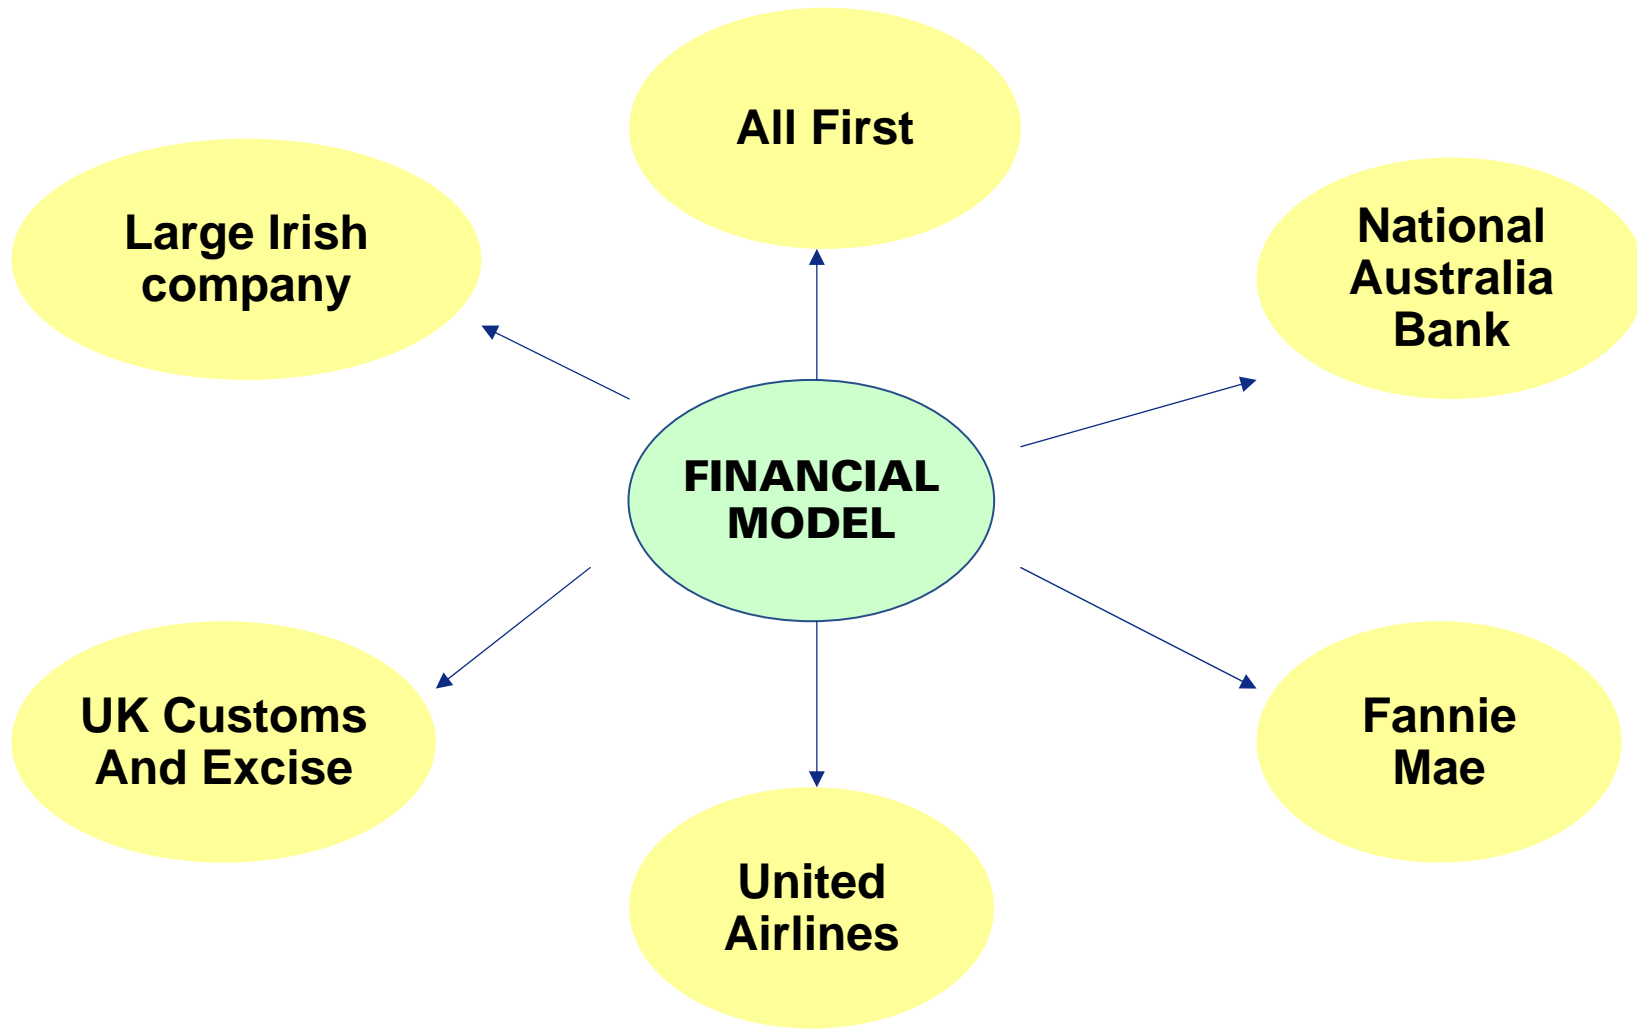 All First
Large Irish
company
National
Australia
Bank
FINANCIAL
MODEL
UK Customs
And Excise
Fannie
Mae
United
Airlines